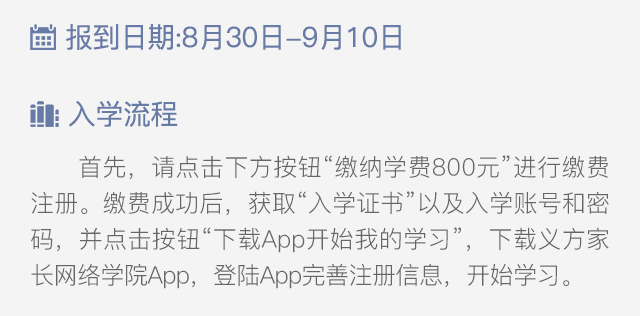 报到日期:8月30日-9月10日
入学流程
首先，请点击下方按钮“缴纳学费800元”进行缴费
注册。缴费成功后，获取“入学证书”以及入学账号和密
码，并点击按钮“下载App开始我的学习”，下载义方家
长网络学院App，登陆App完善注册信息，开始学习。